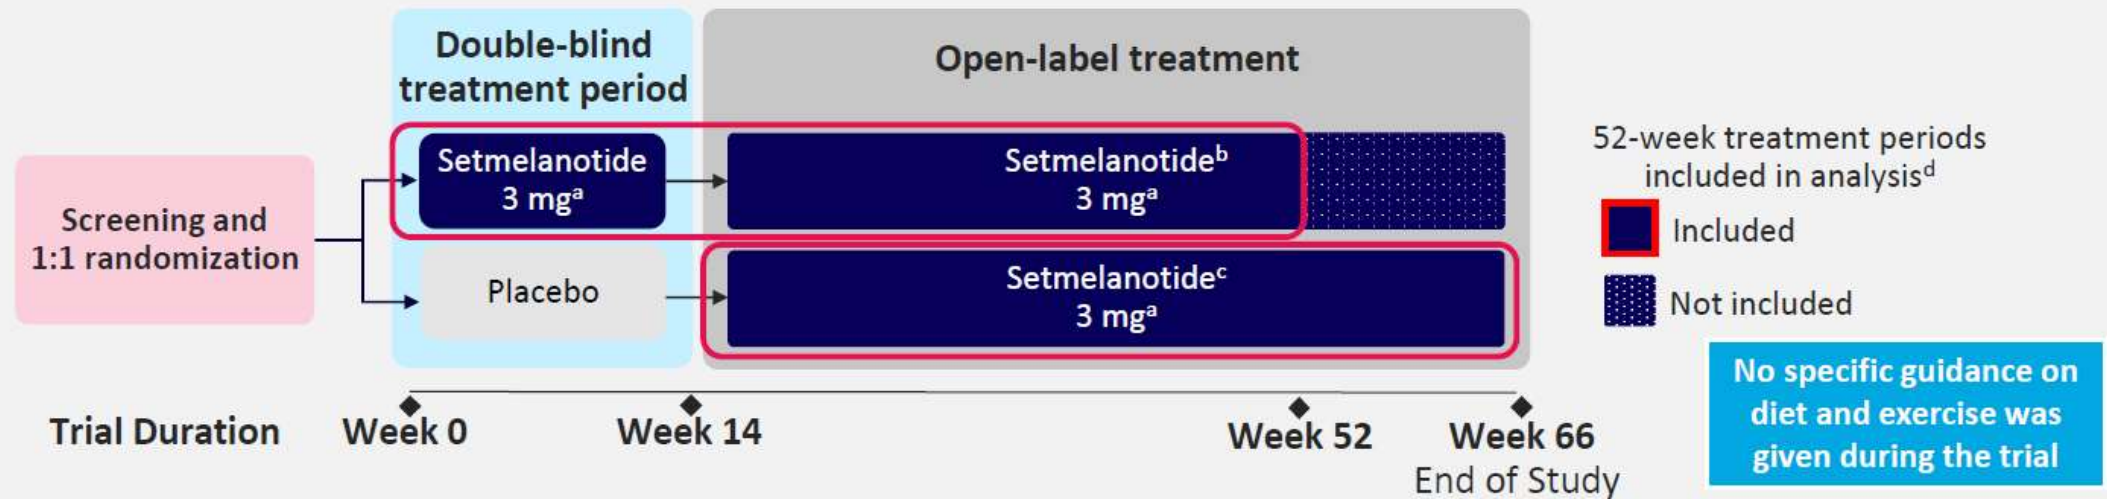 Double-blind
treatment period
Open-label treatment
Screening and
1:1 randomization
Setmelanotide
3 mgᵃ
Setmelanotideᵇ
3 mgᵃ
Placebo
Setmelanotideᶜ
3 mgᵃ
52-week treatment periods
included in analysisᵈ
Included
Not included
No specific guidance on
diet and exercise was
given during the trial
Trial Duration
Week 0
Week 14
Week 52
Week 66
End of Study